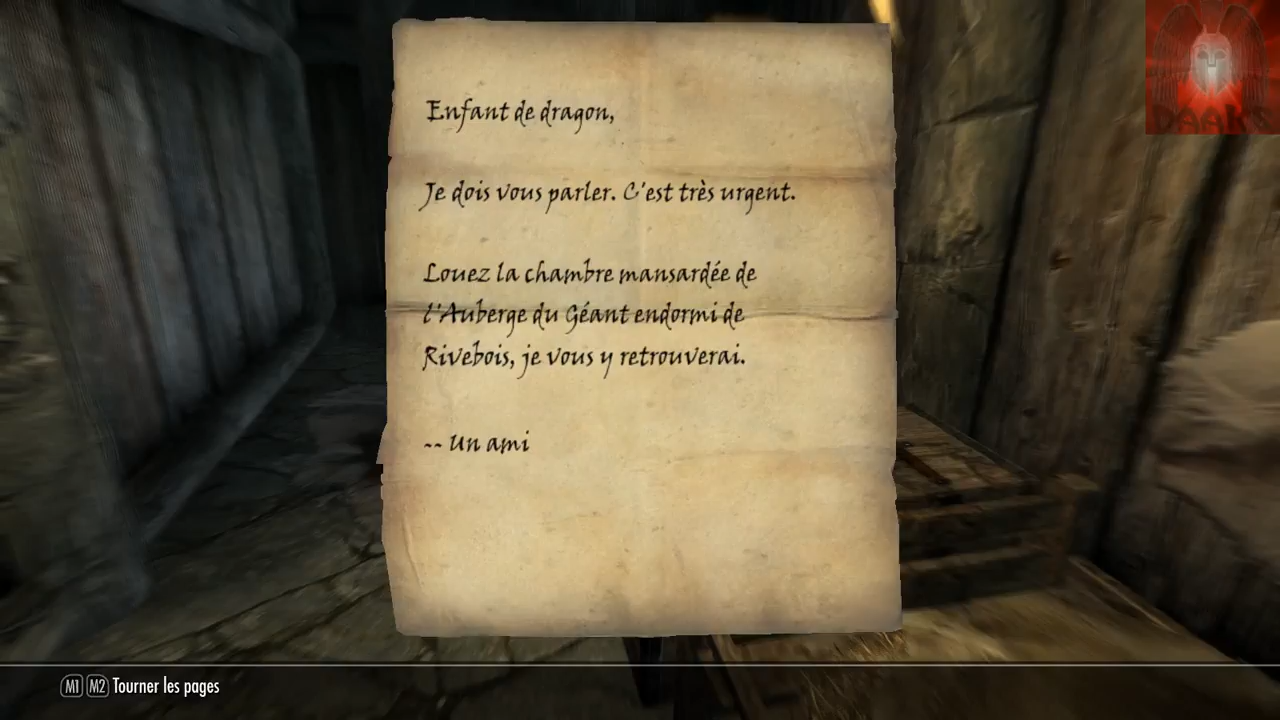 DAAKS
Enfant de dragon,
Je dois vous parler. C'est très urgent.
Louez la chambre mansardée de
l'Auberge du Géant endormi de
Rivebois, je vous y retrouverai.
-- Un ami
M1 M2 Tourner les pages